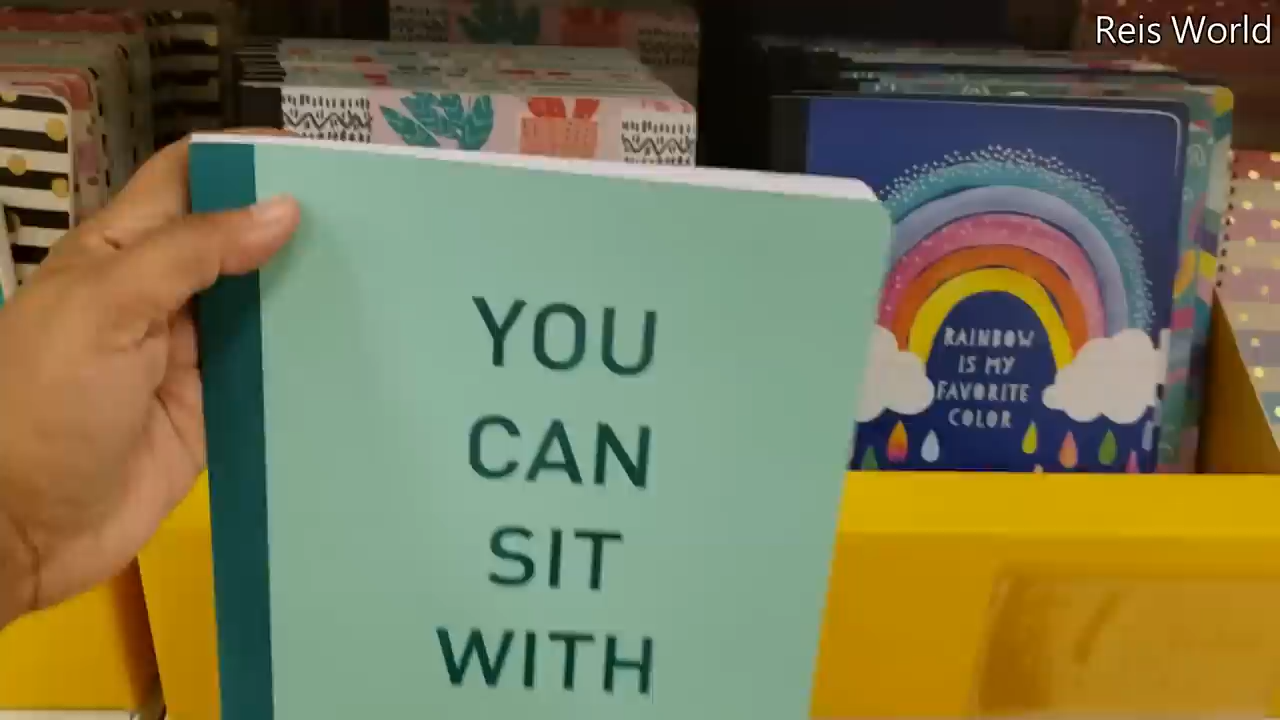 Reis World
YOU
CAN
SIT
WITH
RAINBOW
IS MY
FAVORITE
COLOR